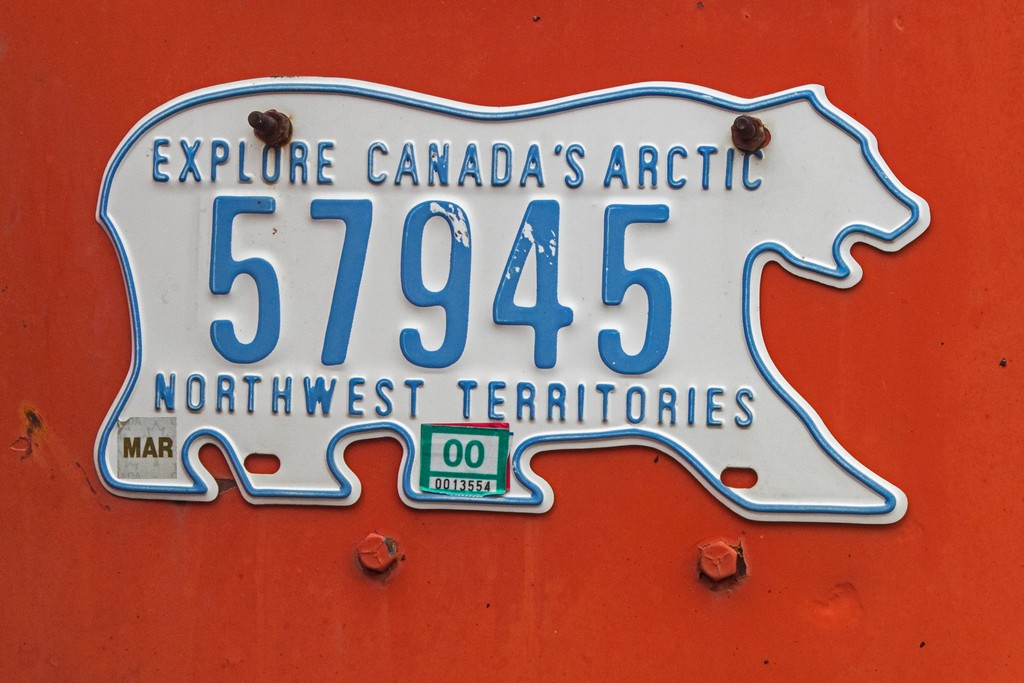 EXPLORE CANADA'S ARCTIC
57945
NORTHWEST TERRITORIES
MAR
00
0013554